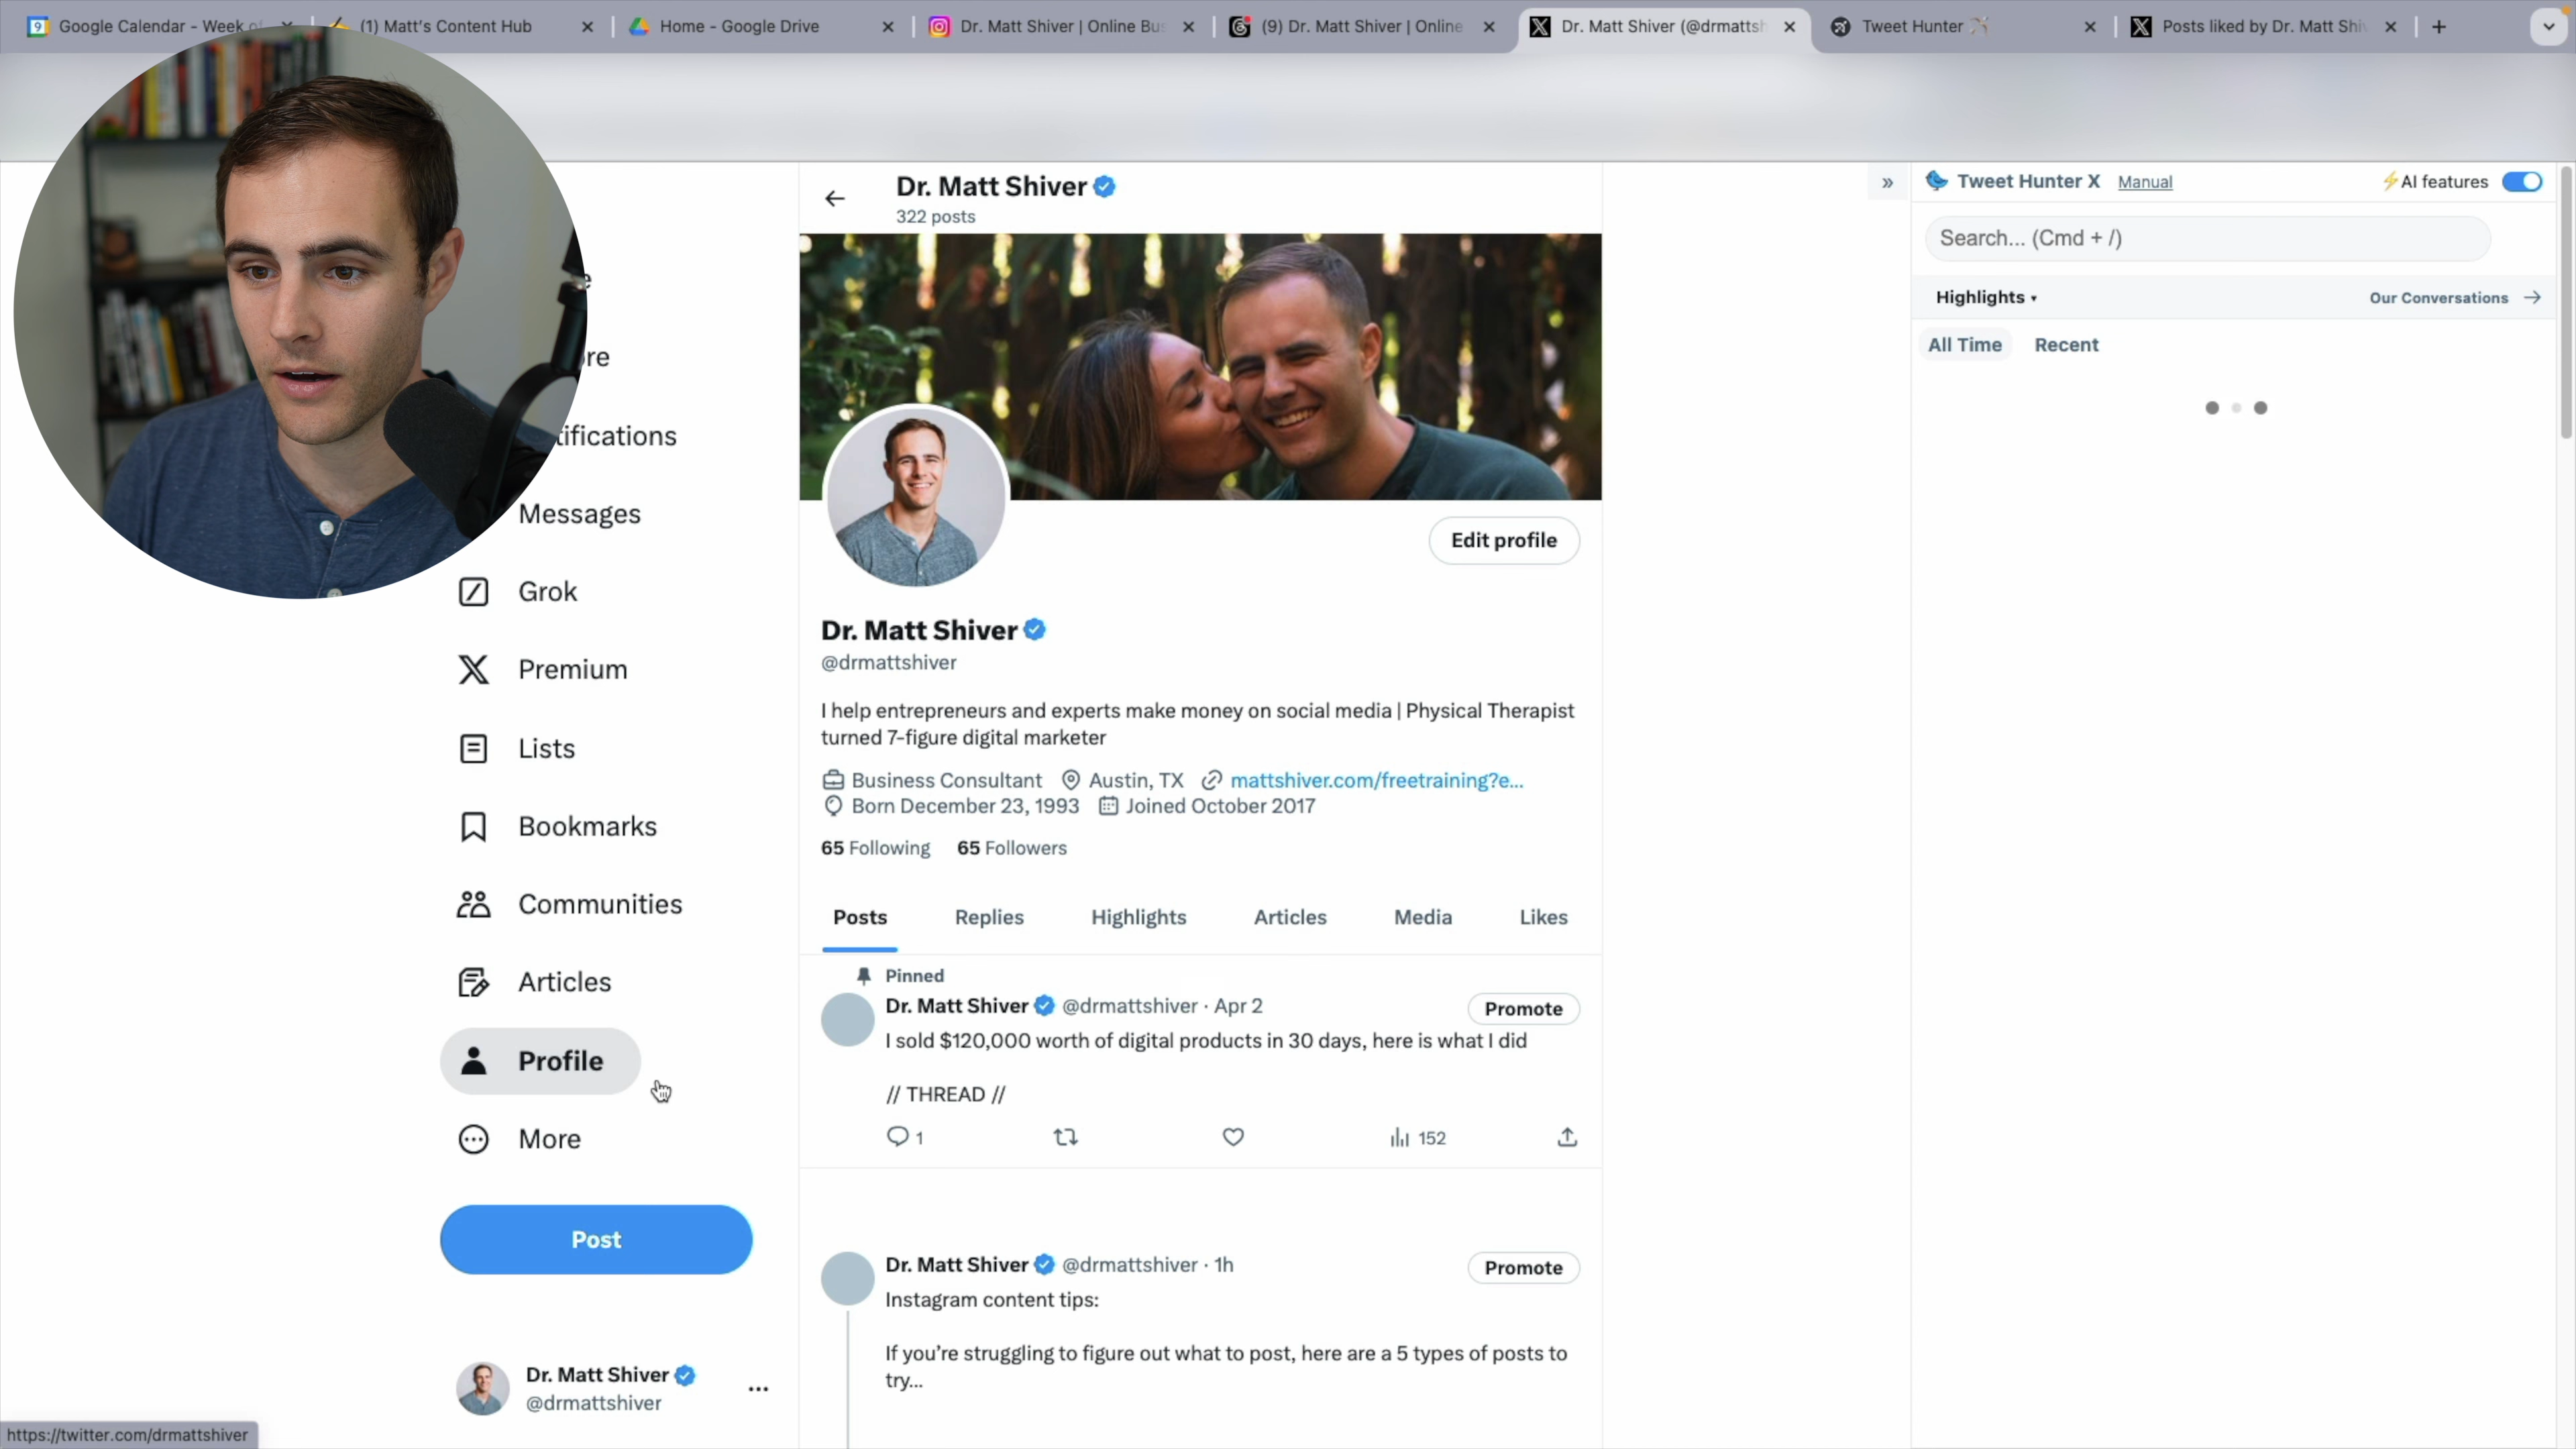 9
Google Calendar - Week of
(1) Matt's Content Hub
Home - Google Drive
Dr. Matt Shiver | Online Bus
(9) Dr. Matt Shiver | Online
Dr. Matt Shiver (@drmattsh
Tweet Hunter
Posts liked by Dr. Matt Shiv
Messages
Grok
Premium
Lists
Bookmarks
Communities
Articles
Profile
More
Post
Dr. Matt Shiver
@drmattshiver
https://twitter.com/drmattshiver
Dr. Matt Shiver
322 posts
Edit profile
Dr. Matt Shiver
@drmattshiver
I help entrepreneurs and experts make money on social media | Physical Therapist
turned 7-figure digital marketer
Business Consultant Austin, TX mattshiver.com/freetraining?e...
Born December 23, 1993 Joined October 2017
65 Following 65 Followers
Posts Replies Highlights Articles Media Likes
Pinned
Dr. Matt Shiver @drmattshiver · Apr 2
Promote
I sold $120,000 worth of digital products in 30 days, here is what I did
// THREAD //
1 152
Dr. Matt Shiver @drmattshiver · 1h
Promote
Instagram content tips:
If you're struggling to figure out what to post, here are a 5 types of posts to
try...
» Tweet Hunter X Manual ⚡AI features
Search... (Cmd + /)
Highlights ▾ Our Conversations →
All Time Recent